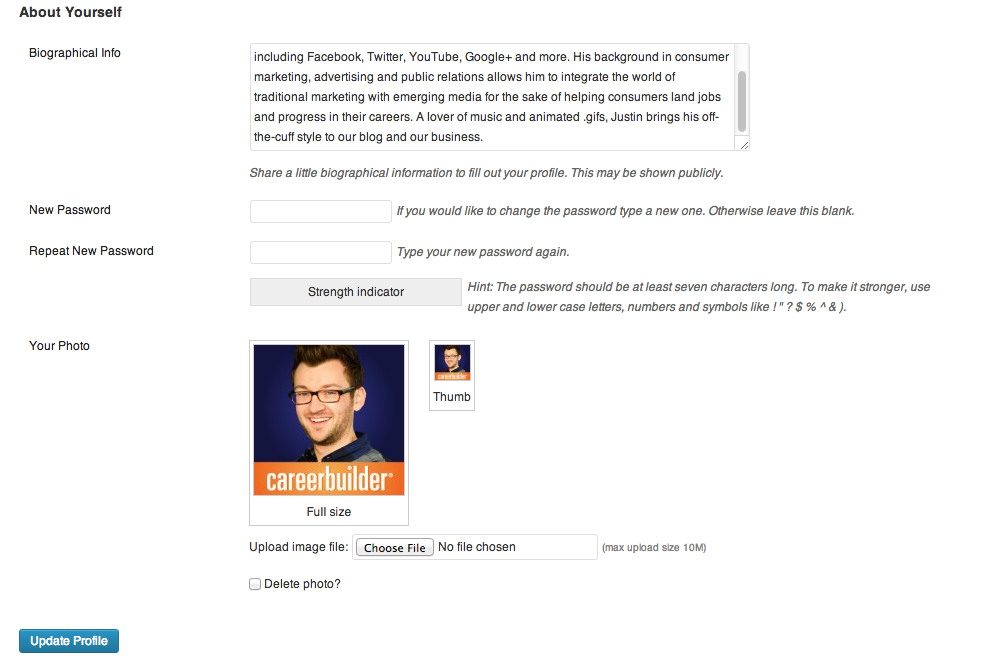 About Yourself
Biographical Info
including Facebook, Twitter, YouTube, Google+ and more. His background in consumer
marketing, advertising and public relations allows him to integrate the world of
traditional marketing with emerging media for the sake of helping consumers land jobs
and progress in their careers. A lover of music and animated .gifs, Justin brings his off-
the-cuff style to our blog and our business.
Share a little biographical information to fill out your profile. This may be shown publicly.
New Password
If you would like to change the password type a new one. Otherwise leave this blank.
Repeat New Password
Type your new password again.
Strength indicator
Hint: The password should be at least seven characters long. To make it stronger, use
upper and lower case letters, numbers and symbols like ! " ? $ % ^ & ).
Your Photo
careerbuilder®
Full size
careerbuilder
Thumb
Upload image file: Choose File No file chosen (max upload size 10M)
Delete photo?
Update Profile